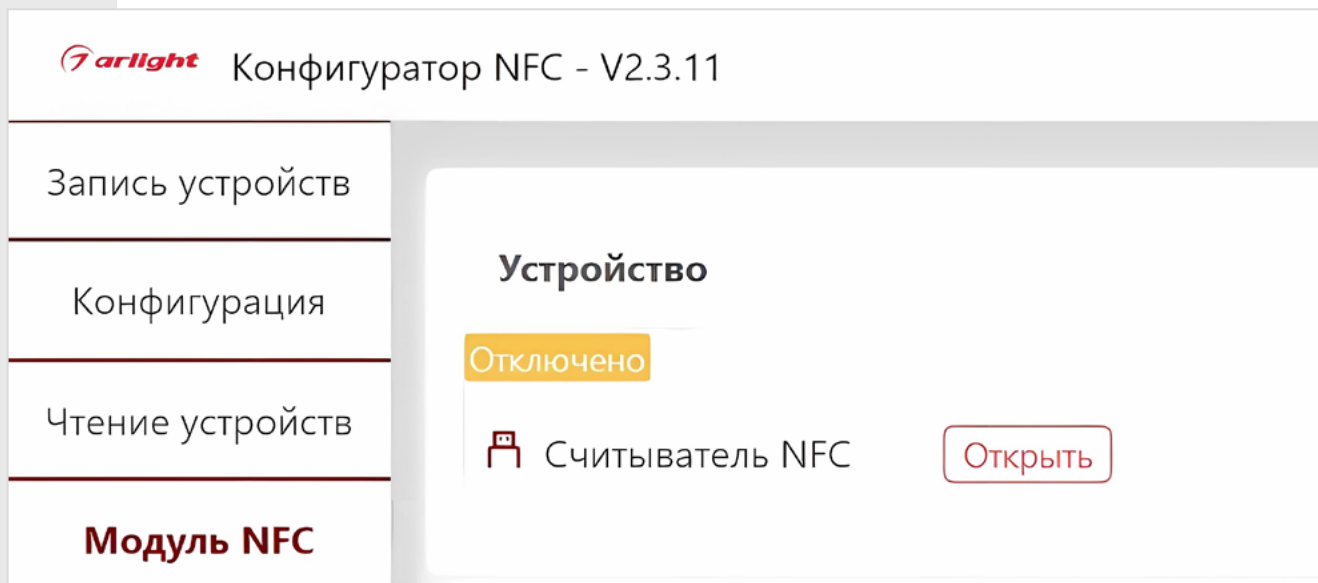 arlight Конфигуратор NFC - V2.3.11
Запись устройств
Конфигурация
Чтение устройств
Модуль NFC
Устройство
Отключено
Считыватель NFC
Открыть